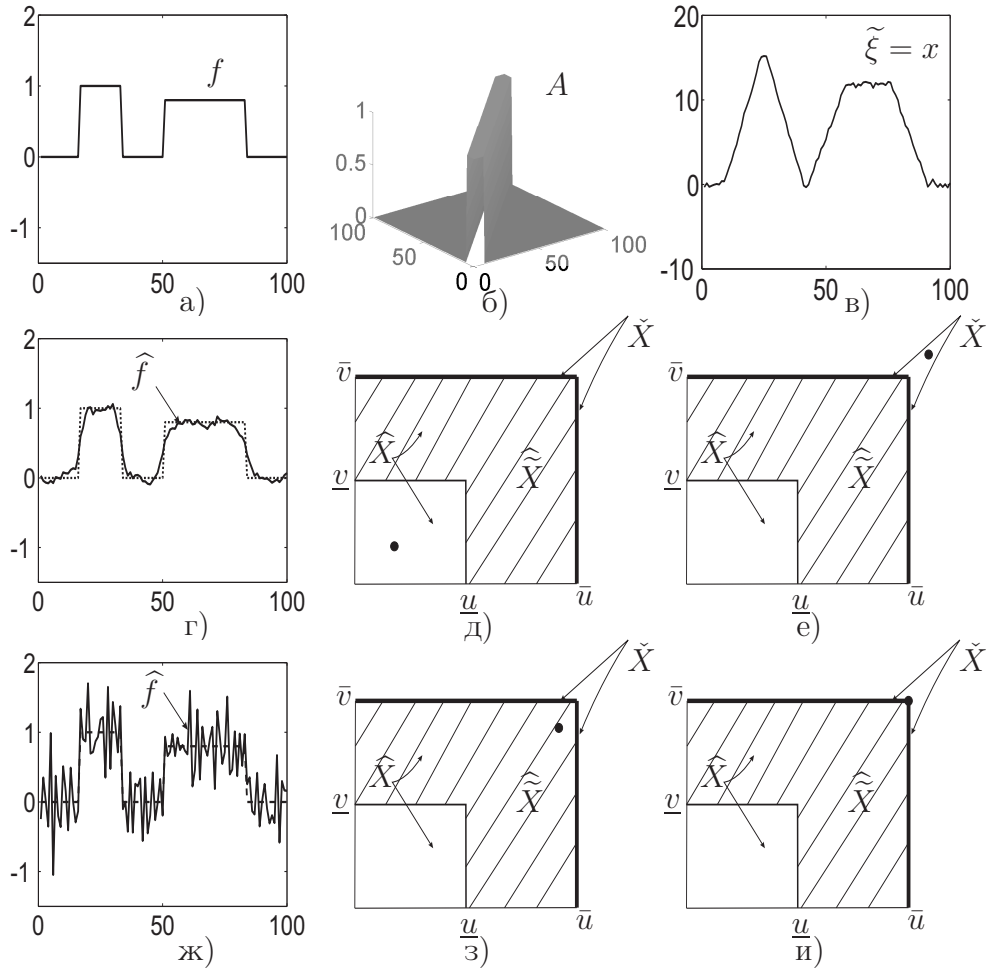 2
1
0
-1
0
50
100
f
а)
1
0.5
0
100
50
0
0
50
100
A
б)
20
10
0
-10
0
50
100
ξ̃ = x
в)
2
1
0
-1
0
50
100
f̂
г)
X̌
v̄
X̂
X̃̂
v̲
u̲
ū
д)
X̌
v̄
X̂
X̃̂
v̲
u̲
ū
е)
2
1
0
-1
0
50
100
f̂
ж)
X̌
v̄
X̂
X̃̂
v̲
u̲
ū
з)
X̌
v̄
X̂
X̃̂
v̲
u̲
ū
и)